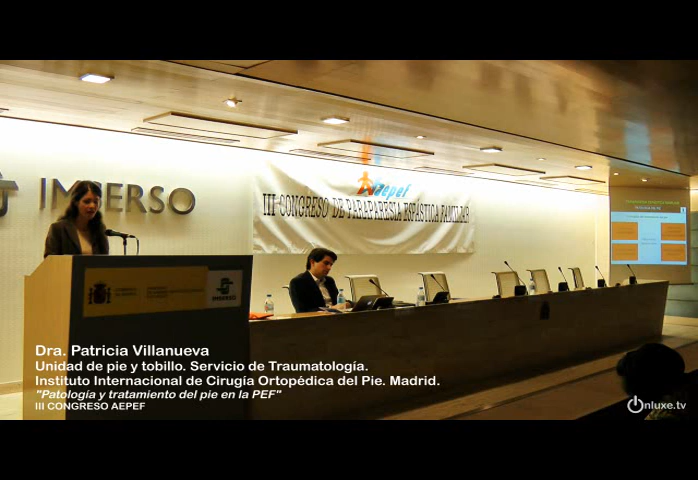 IMSERSO
aepef
III CONGRESO DE PARAPARESIA ESPÁSTICA FAMILIAR
IMSERSO
Dra. Patricia Villanueva
Unidad de pie y tobillo. Servicio de Traumatología.
Instituto Internacional de Cirugía Ortopédica del Pie. Madrid.
"Patología y tratamiento del pie en la PEF"
III CONGRESO AEPEF
Onluxe.tv